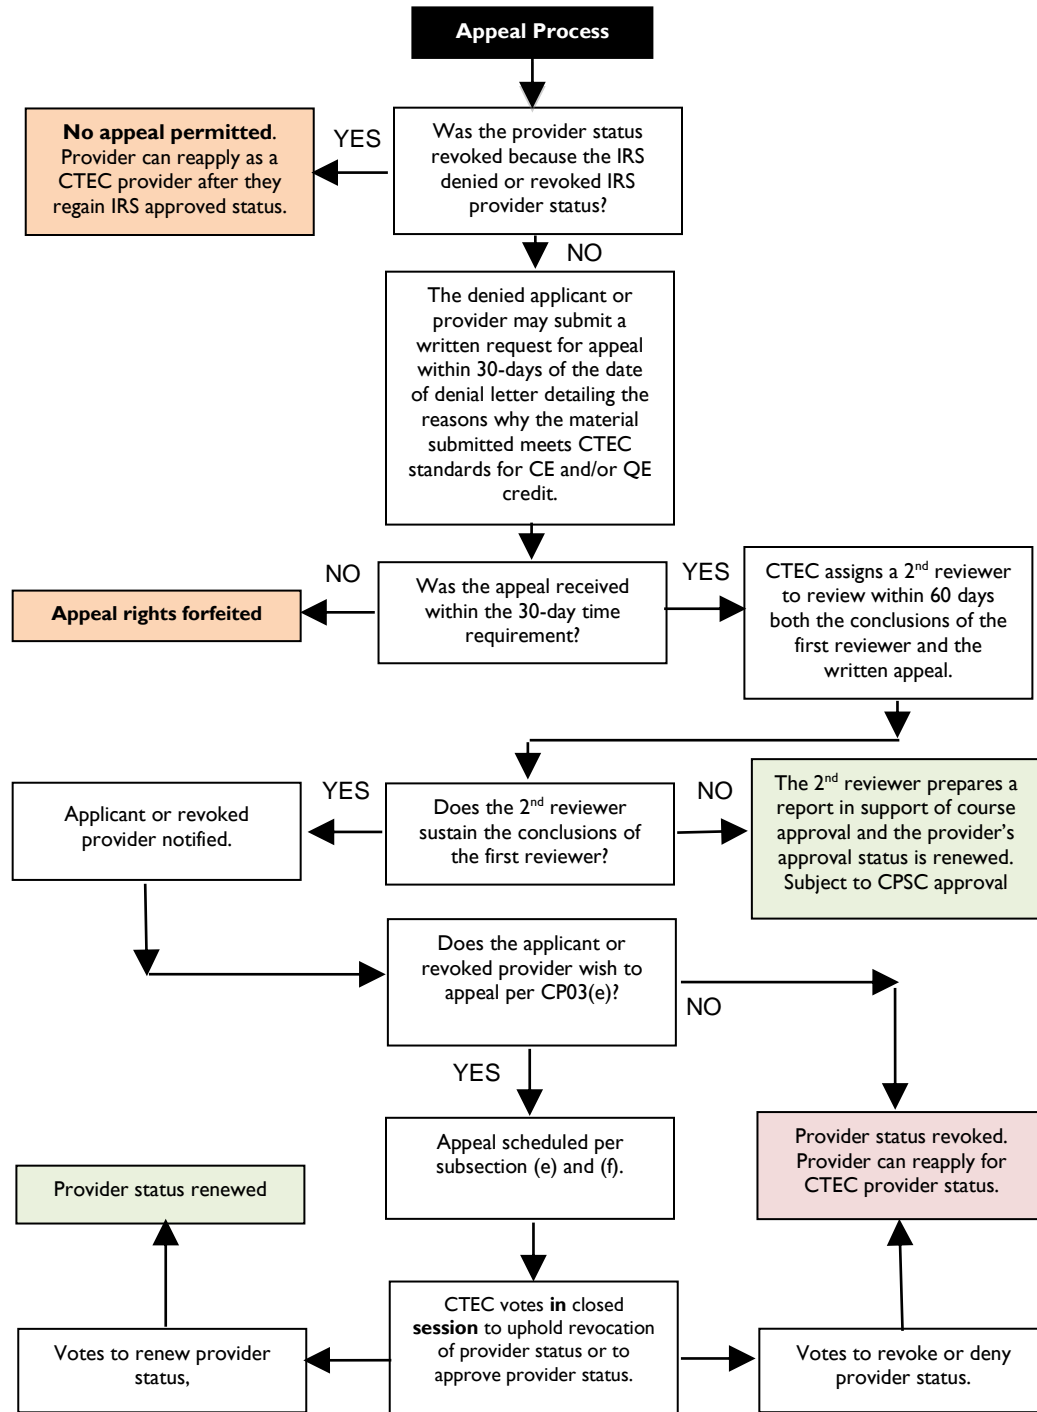 Appeal Process
No appeal permitted.
Provider can reapply as a
CTEC provider after they
regain IRS approved status.
YES
Was the provider status
revoked because the IRS
denied or revoked IRS
provider status?
NO
The denied applicant or
provider may submit a
written request for appeal
within 30-days of the date
of denial letter detailing the
reasons why the material
submitted meets CTEC
standards for CE and/or QE
credit.
Appeal rights forfeited
NO
Was the appeal received
within the 30-day time
requirement?
YES
CTEC assigns a 2nd reviewer
to review within 60 days
both the conclusions of the
first reviewer and the
written appeal.
Applicant or revoked
provider notified.
YES
Does the 2nd reviewer
sustain the conclusions of
the first reviewer?
NO
The 2nd reviewer prepares a
report in support of course
approval and the provider’s
approval status is renewed.
Subject to CPSC approval
Does the applicant or
revoked provider wish to
appeal per CP03(e)?
NO
YES
Appeal scheduled per
subsection (e) and (f).
Provider status revoked.
Provider can reapply for
CTEC provider status.
Provider status renewed
CTEC votes in closed
session to uphold revocation
of provider status or to
approve provider status.
Votes to renew provider
status,
Votes to revoke or deny
provider status.